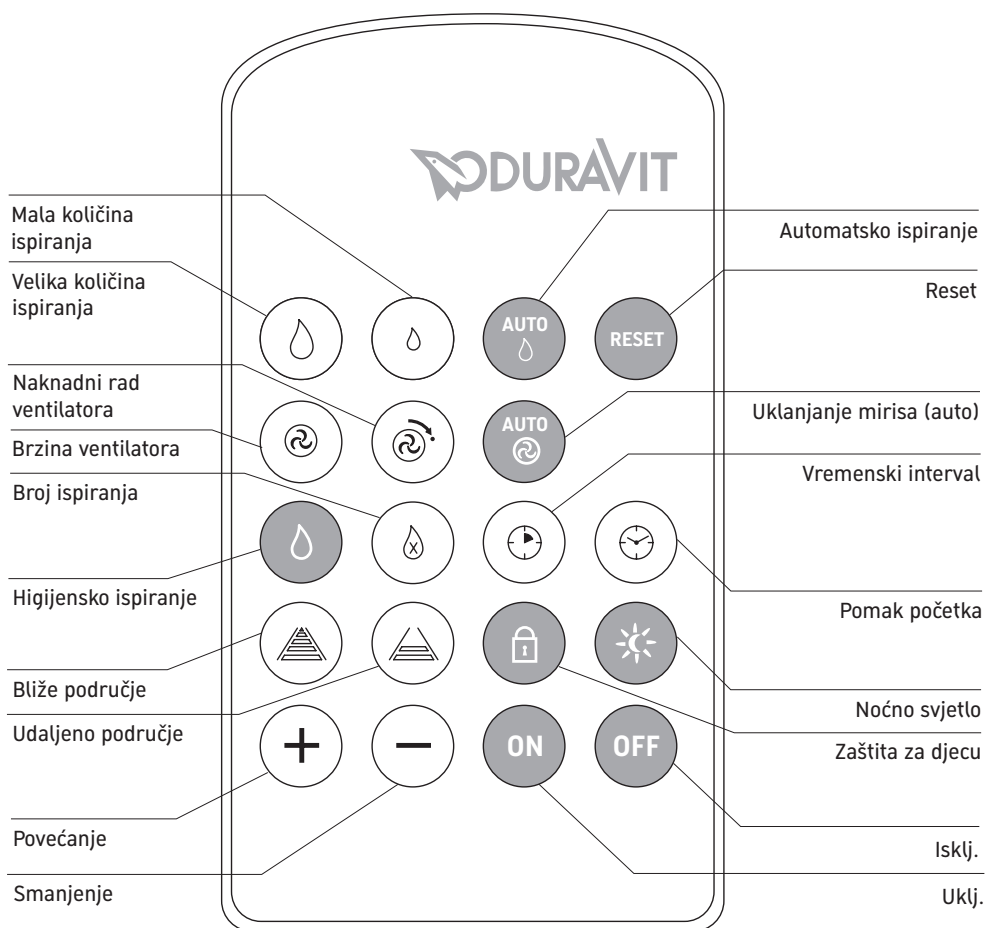 DURAVIT
Mala količina
ispiranja
Velika količina
ispiranja
Naknadni rad
ventilatora
Brzina ventilatora
Broj ispiranja
Higijensko ispiranje
Bliže područje
Udaljeno područje
Povećanje
Smanjenje
AUTO
RESET
AUTO
X
ON
OFF
Automatsko ispiranje
Reset
Uklanjanje mirisa (auto)
Vremenski interval
Pomak početka
Noćno svjetlo
Zaštita za djecu
Isklj.
Uklj.